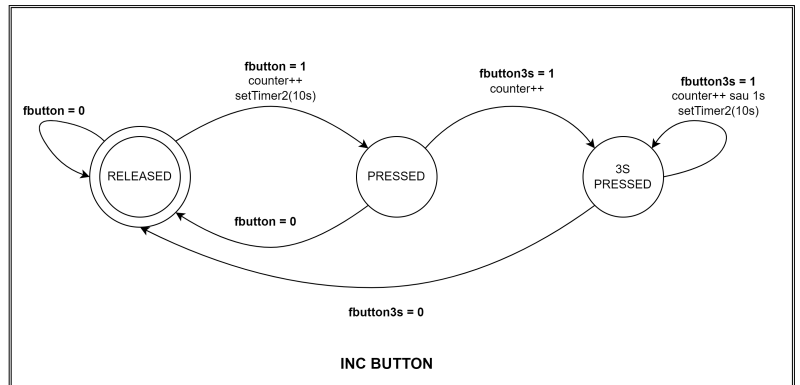 fbutton = 1
counter++
setTimer2(10s)
fbutton3s = 1
counter++
fbutton3s = 1
counter++ sau 1s
setTimer2(10s)
fbutton = 0
RELEASED
PRESSED
3S
PRESSED
fbutton = 0
fbutton3s = 0
INC BUTTON